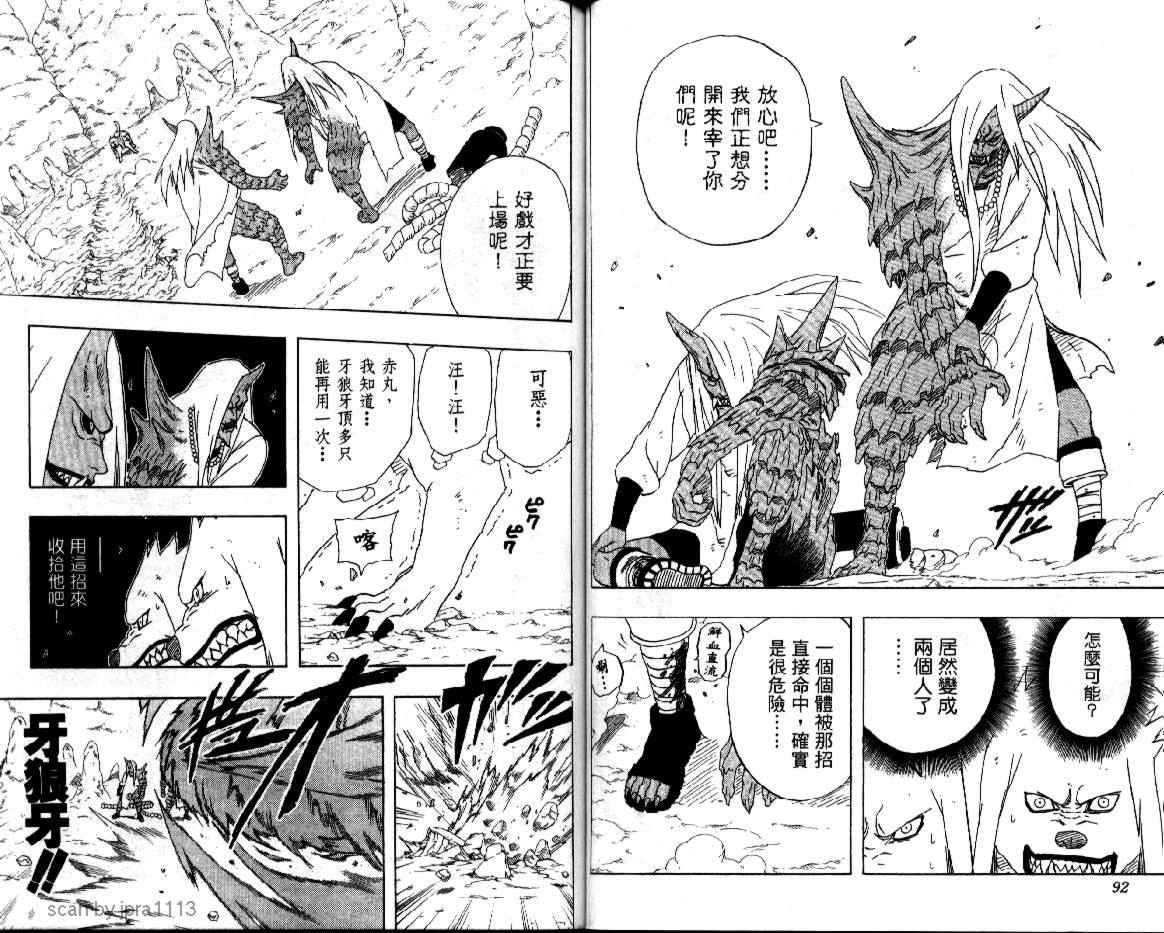 放心吧……
我們正想分
開來宰了你
們呢！
怎麼可能？
居然變成
兩個人了
……
一個個體被那招
直接命中，確實
是很危險……
鮮血直流
92
好戲才正要
上場呢！
可惡…
汪！汪！
赤丸，
我知道…
牙狼牙頂多只
能再用一次…
ピク
ピク
喀
用這招來
收拾他吧！
牙狼牙!!
scan by jpra1113